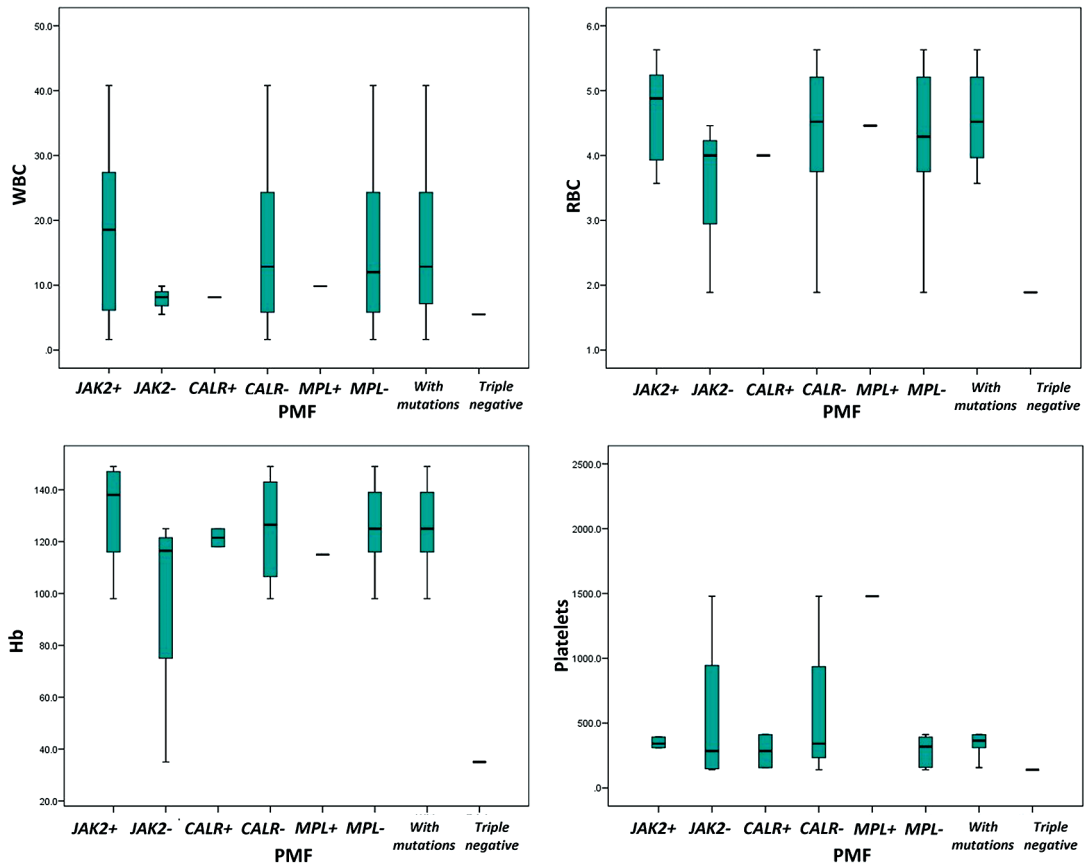 WBC
50.0
40.0
30.0
20.0
10.0
.0
JAK2+ JAK2- CALR+ CALR- MPL+ MPL- With mutations Triple negative
PMF
RBC
6.0
5.0
4.0
3.0
2.0
1.0
JAK2+ JAK2- CALR+ CALR- MPL+ MPL- With mutations Triple negative
PMF
Hb
140.0
120.0
100.0
80.0
60.0
40.0
20.0
JAK2+ JAK2- CALR+ CALR- MPL+ MPL- With mutations Triple negative
PMF
Platelets
2500.0
2000.0
1500.0
1000.0
500.0
.0
JAK2+ JAK2- CALR+ CALR- MPL+ MPL- With mutations Triple negative
PMF